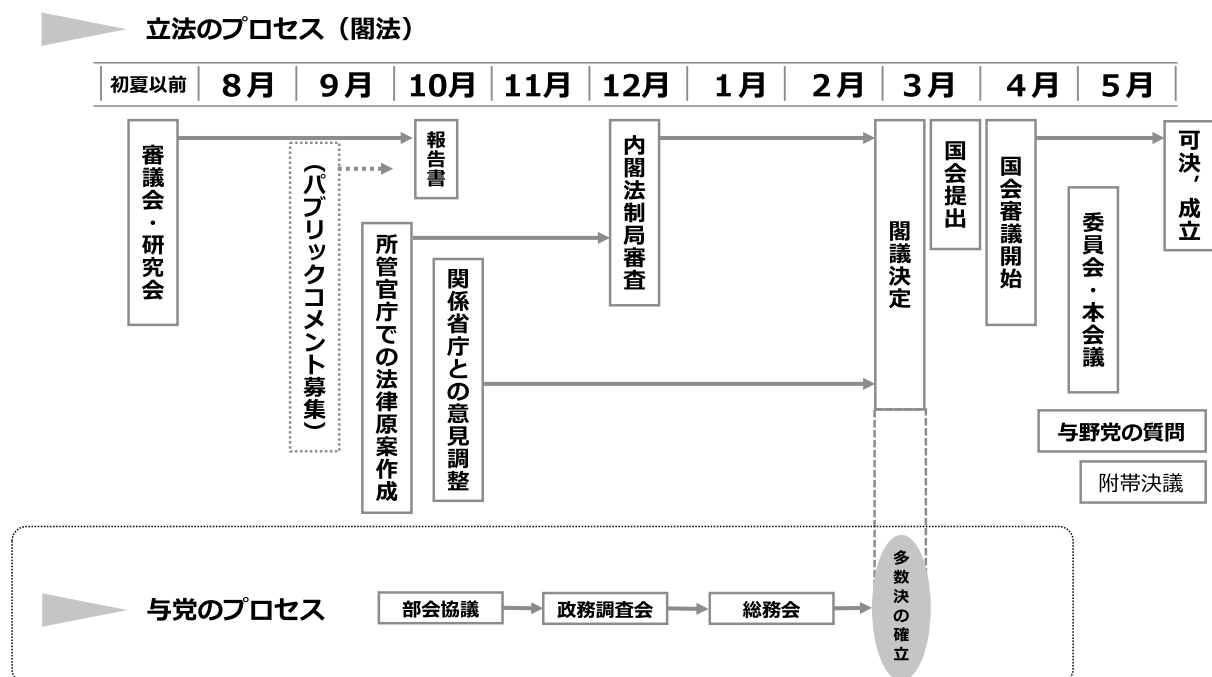 立法のプロセス（閣法）
初夏以前
8月
9月
10月
11月
12月
1月
2月
3月
4月
5月
審議会・研究会
（パブリックコメント募集）
報告書
所管官庁での法律原案作成
関係省庁との意見調整
内閣法制局審査
閣議決定
国会提出
国会審議開始
委員会・本会議
可決，成立
与野党の質問
附帯決議
与党のプロセス
部会協議
政務調査会
総務会
多数決の確立